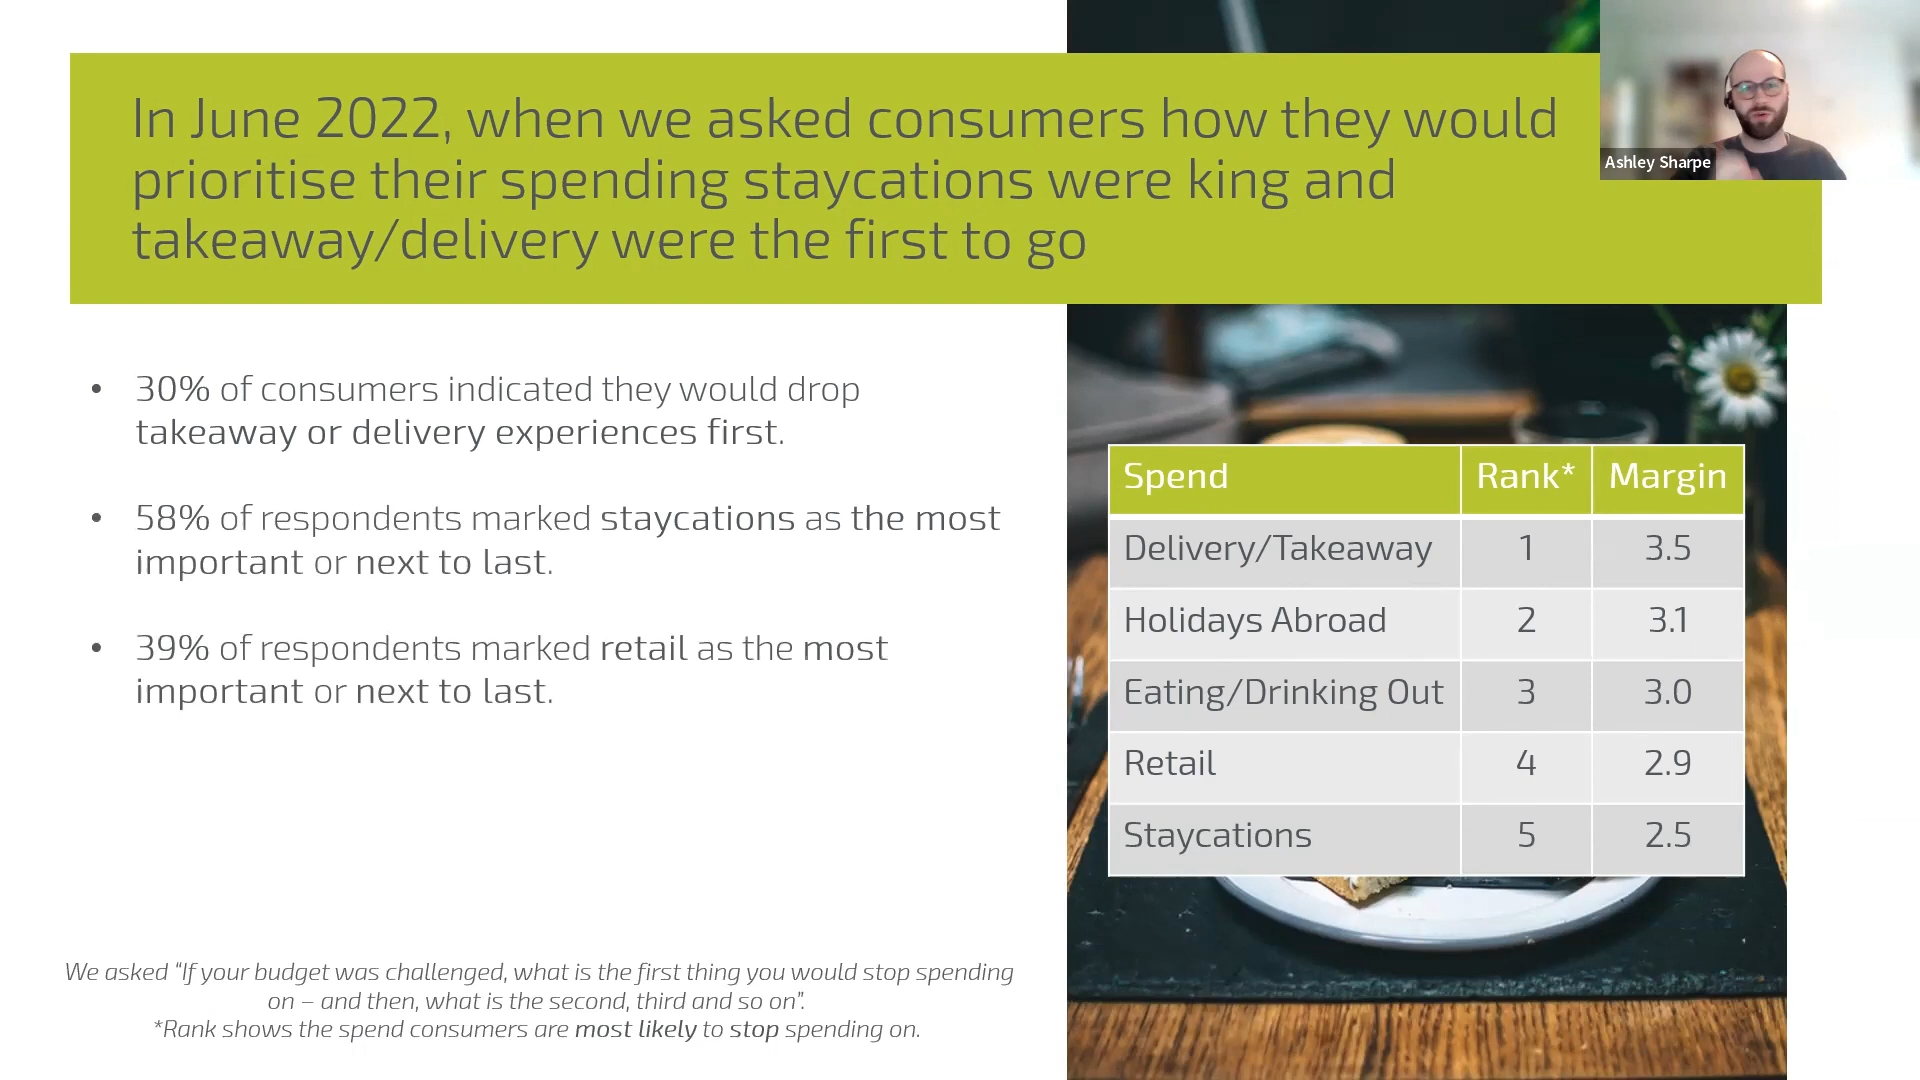 In June 2022, when we asked consumers how they would
prioritise their spending staycations were king and
takeaway/delivery were the first to go
Ashley Sharpe
• 30% of consumers indicated they would drop
takeaway or delivery experiences first.
• 58% of respondents marked staycations as the most
important or next to last.
• 39% of respondents marked retail as the most
important or next to last.
Spend Rank* Margin
Delivery/Takeaway 1 3.5
Holidays Abroad 2 3.1
Eating/Drinking Out 3 3.0
Retail 4 2.9
Staycations 5 2.5
We asked “If your budget was challenged, what is the first thing you would stop spending
on – and then, what is the second, third and so on”.
*Rank shows the spend consumers are most likely to stop spending on.